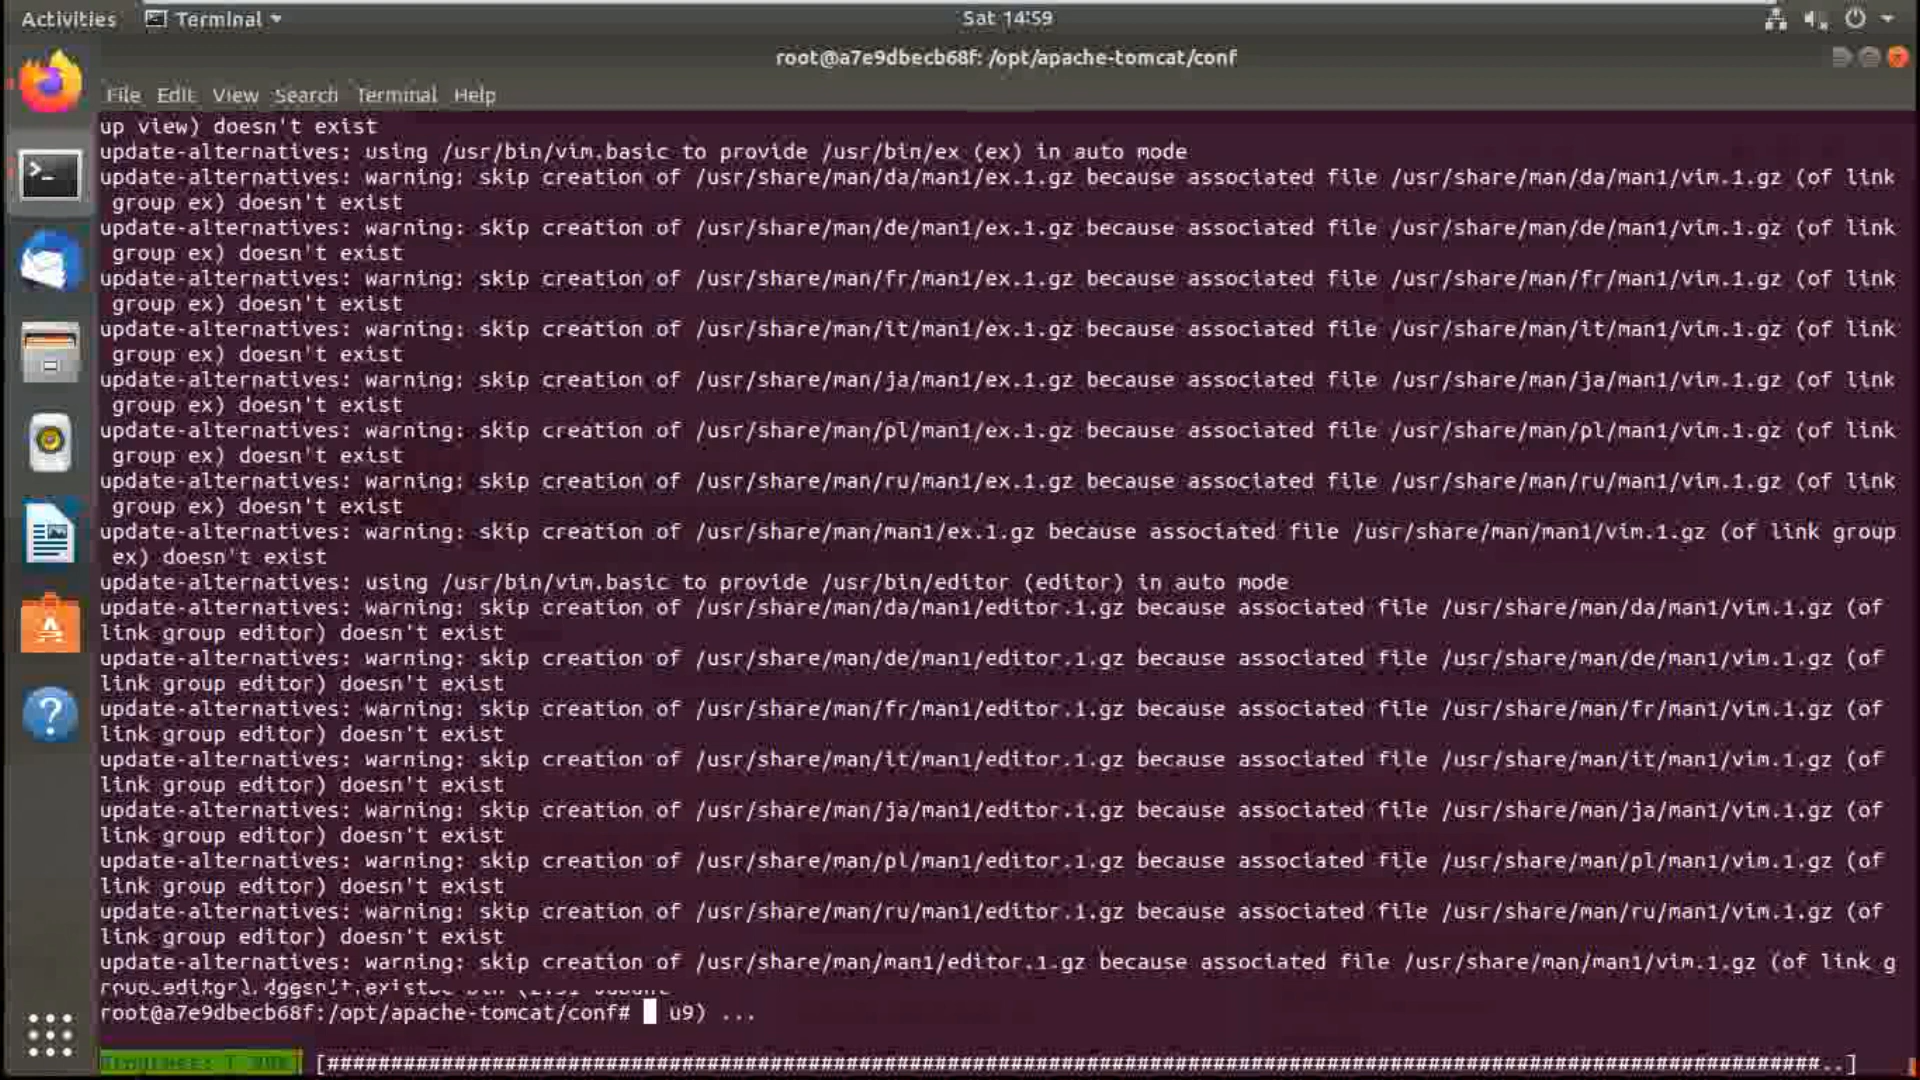 Activities Terminal Sat 14:59
root@a7e9dbecb68f: /opt/apache-tomcat/conf
File Edit View Search Terminal Help
up view) doesn't exist
update-alternatives: using /usr/bin/vim.basic to provide /usr/bin/ex (ex) in auto mode
update-alternatives: warning: skip creation of /usr/share/man/da/man1/ex.1.gz because associated file /usr/share/man/da/man1/vim.1.gz (of link
group ex) doesn't exist
update-alternatives: warning: skip creation of /usr/share/man/de/man1/ex.1.gz because associated file /usr/share/man/de/man1/vim.1.gz (of link
group ex) doesn't exist
update-alternatives: warning: skip creation of /usr/share/man/fr/man1/ex.1.gz because associated file /usr/share/man/fr/man1/vim.1.gz (of link
group ex) doesn't exist
update-alternatives: warning: skip creation of /usr/share/man/it/man1/ex.1.gz because associated file /usr/share/man/it/man1/vim.1.gz (of link
group ex) doesn't exist
update-alternatives: warning: skip creation of /usr/share/man/ja/man1/ex.1.gz because associated file /usr/share/man/ja/man1/vim.1.gz (of link
group ex) doesn't exist
update-alternatives: warning: skip creation of /usr/share/man/pl/man1/ex.1.gz because associated file /usr/share/man/pl/man1/vim.1.gz (of link
group ex) doesn't exist
update-alternatives: warning: skip creation of /usr/share/man/ru/man1/ex.1.gz because associated file /usr/share/man/ru/man1/vim.1.gz (of link
group ex) doesn't exist
update-alternatives: warning: skip creation of /usr/share/man/man1/ex.1.gz because associated file /usr/share/man/man1/vim.1.gz (of link group
ex) doesn't exist
update-alternatives: using /usr/bin/vim.basic to provide /usr/bin/editor (editor) in auto mode
update-alternatives: warning: skip creation of /usr/share/man/da/man1/editor.1.gz because associated file /usr/share/man/da/man1/vim.1.gz (of
link group editor) doesn't exist
update-alternatives: warning: skip creation of /usr/share/man/de/man1/editor.1.gz because associated file /usr/share/man/de/man1/vim.1.gz (of
link group editor) doesn't exist
update-alternatives: warning: skip creation of /usr/share/man/fr/man1/editor.1.gz because associated file /usr/share/man/fr/man1/vim.1.gz (of
link group editor) doesn't exist
update-alternatives: warning: skip creation of /usr/share/man/it/man1/editor.1.gz because associated file /usr/share/man/it/man1/vim.1.gz (of
link group editor) doesn't exist
update-alternatives: warning: skip creation of /usr/share/man/ja/man1/editor.1.gz because associated file /usr/share/man/ja/man1/vim.1.gz (of
link group editor) doesn't exist
update-alternatives: warning: skip creation of /usr/share/man/pl/man1/editor.1.gz because associated file /usr/share/man/pl/man1/vim.1.gz (of
link group editor) doesn't exist
update-alternatives: warning: skip creation of /usr/share/man/ru/man1/editor.1.gz because associated file /usr/share/man/ru/man1/vim.1.gz (of
link group editor) doesn't exist
update-alternatives: warning: skip creation of /usr/share/man/man1/editor.1.gz because associated file /usr/share/man/man1/vim.1.gz (of link g
root@a7e9dbecb68f:/opt/apache-tomcat/conf# u9) ...